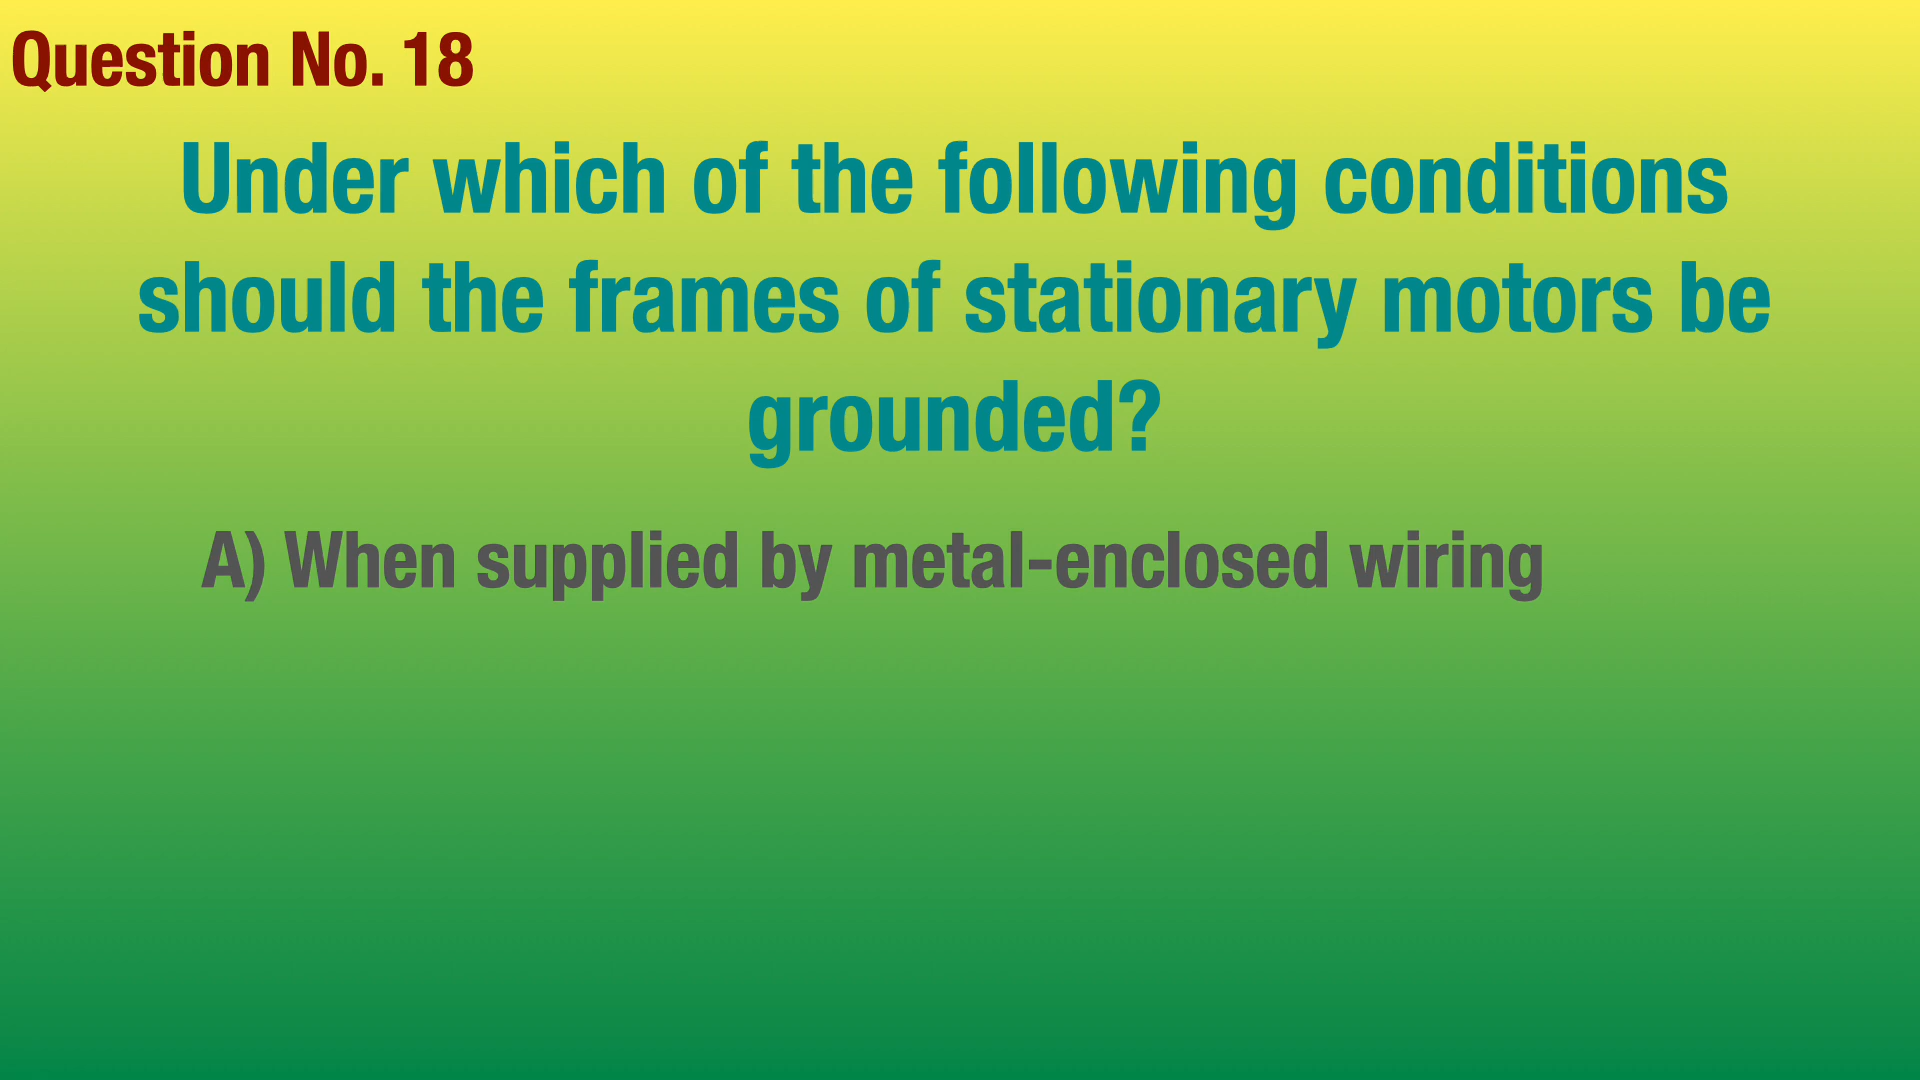 Question No. 18
Under which of the following conditions
should the frames of stationary motors be
grounded?
A) When supplied by metal-enclosed wiring